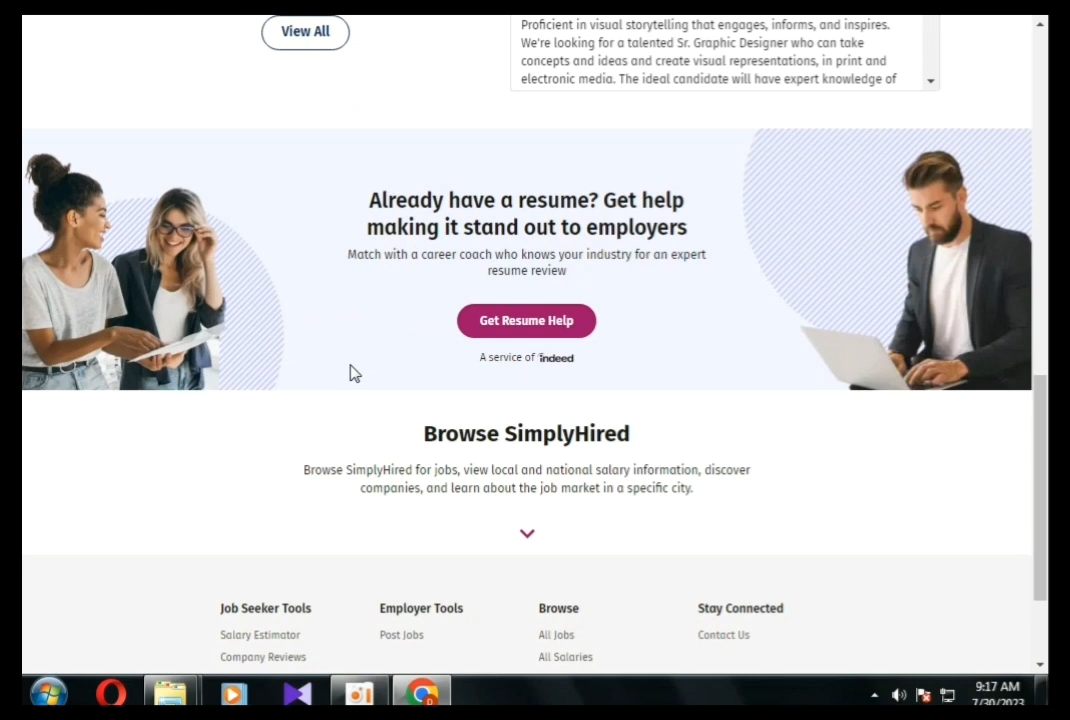 View All
Proficient in visual storytelling that engages, informs, and inspires.
We're looking for a talented Sr. Graphic Designer who can take
concepts and ideas and create visual representations, in print and
electronic media. The ideal candidate will have expert knowledge of
Already have a resume? Get help
making it stand out to employers
Match with a career coach who knows your industry for an expert
resume review
Get Resume Help
A service of indeed
Browse SimplyHired
Browse SimplyHired for jobs, view local and national salary information, discover
companies, and learn about the job market in a specific city.
Job Seeker Tools
Salary Estimator
Company Reviews
Employer Tools
Post Jobs
Browse
All Jobs
All Salaries
Stay Connected
Contact Us
9:17 AM
7/30/2023